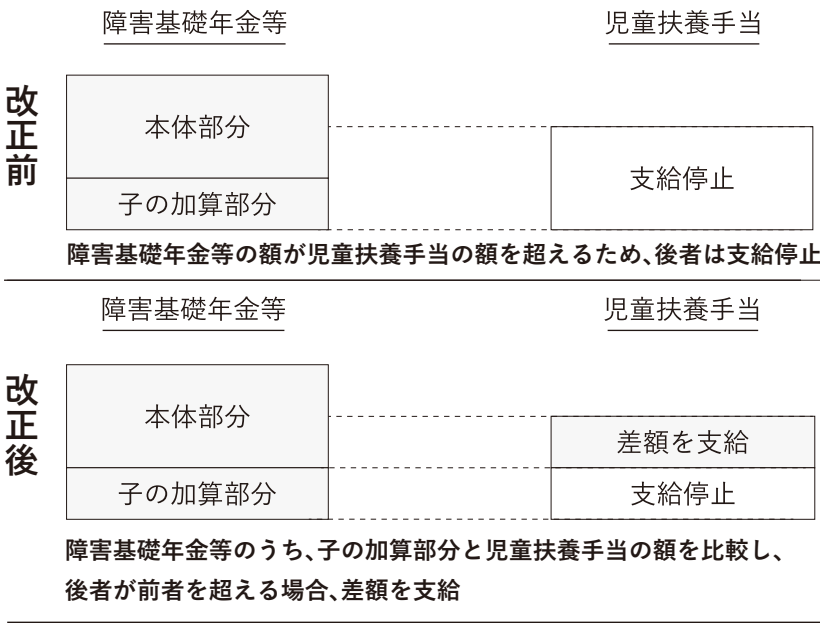 障害基礎年金等
児童扶養手当
改正前
本体部分
子の加算部分
支給停止
障害基礎年金等の額が児童扶養手当の額を超えるため、後者は支給停止
障害基礎年金等
児童扶養手当
改正後
本体部分
子の加算部分
差額を支給
支給停止
障害基礎年金等のうち、子の加算部分と児童扶養手当の額を比較し、
後者が前者を超える場合、差額を支給